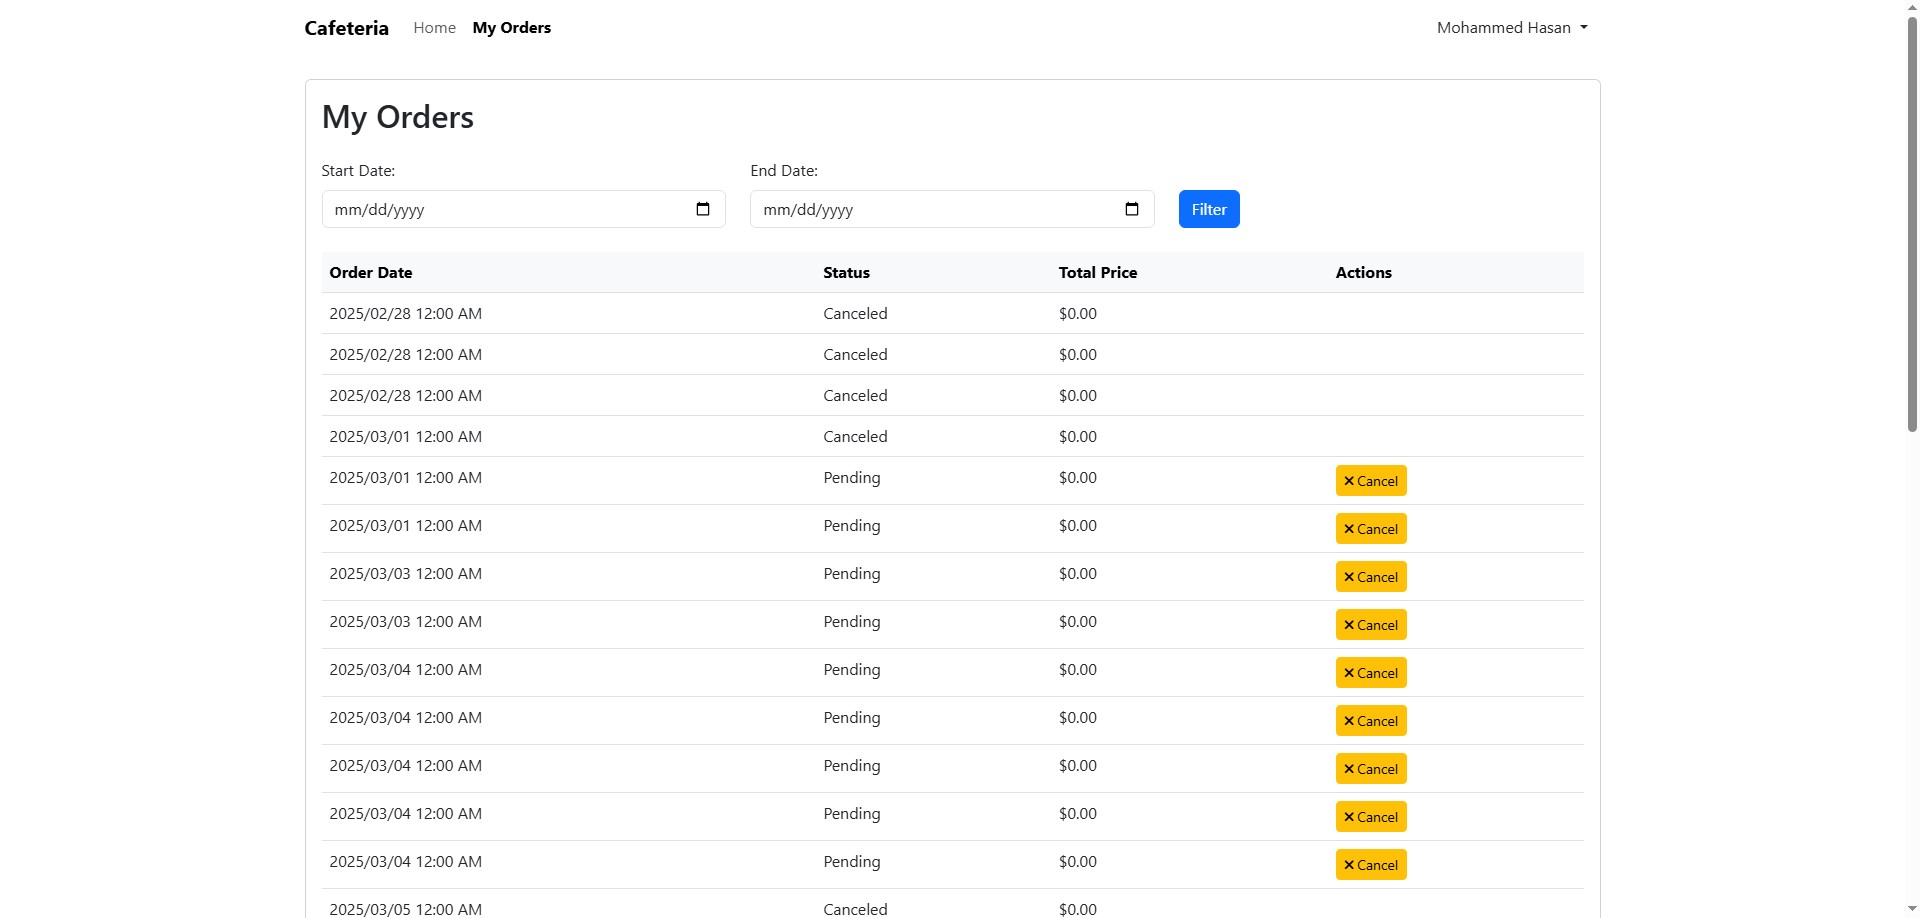 Cafeteria Home My Orders Mohammed Hasan
My Orders
Start Date: End Date:
mm/dd/yyyy mm/dd/yyyy Filter
Order Date Status Total Price Actions
2025/02/28 12:00 AM Canceled $0.00
2025/02/28 12:00 AM Canceled $0.00
2025/02/28 12:00 AM Canceled $0.00
2025/03/01 12:00 AM Canceled $0.00
2025/03/01 12:00 AM Pending $0.00 Cancel
2025/03/01 12:00 AM Pending $0.00 Cancel
2025/03/03 12:00 AM Pending $0.00 Cancel
2025/03/03 12:00 AM Pending $0.00 Cancel
2025/03/04 12:00 AM Pending $0.00 Cancel
2025/03/04 12:00 AM Pending $0.00 Cancel
2025/03/04 12:00 AM Pending $0.00 Cancel
2025/03/04 12:00 AM Pending $0.00 Cancel
2025/03/04 12:00 AM Pending $0.00 Cancel
2025/03/05 12:00 AM Canceled $0.00